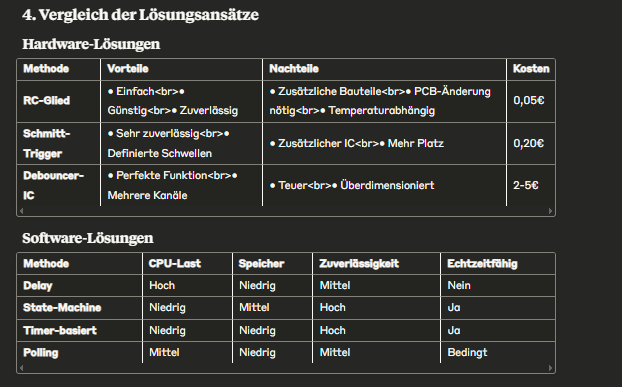 4. Vergleich der Lösungsansätze
Hardware-Lösungen
Methode Vorteile Nachteile Kosten
RC-Glied • Einfach<br>• Günstig<br>• Zuverlässig • Zusätzliche Bauteile<br>• PCB-Änderung nötig<br>• Temperaturabhängig 0,05€
Schmitt-Trigger • Sehr zuverlässig<br>• Definierte Schwellen • Zusätzlicher IC<br>• Mehr Platz 0,20€
Debouncer-IC • Perfekte Funktion<br>• Mehrere Kanäle • Teuer<br>• Überdimensioniert 2-5€
Software-Lösungen
Methode CPU-Last Speicher Zuverlässigkeit Echtzeitfähig
Delay Hoch Niedrig Mittel Nein
State-Machine Niedrig Mittel Hoch Ja
Timer-basiert Niedrig Niedrig Hoch Ja
Polling Mittel Niedrig Mittel Bedingt